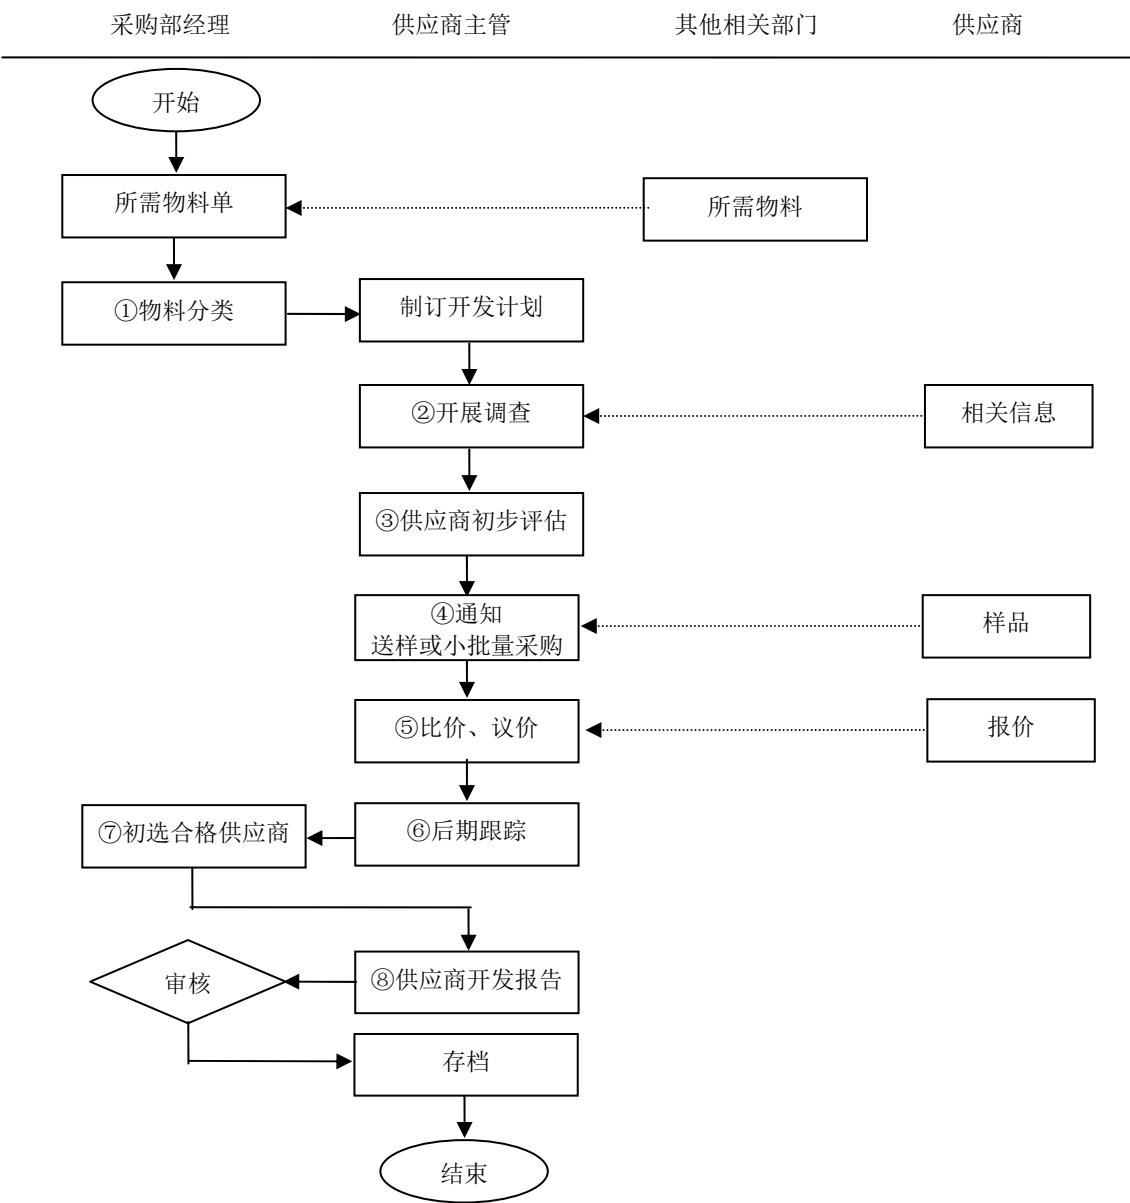 采购部经理
供应商主管
其他相关部门
供应商
开始
所需物料单
所需物料
①物料分类
制订开发计划
②开展调查
相关信息
③供应商初步评估
④通知
送样或小批量采购
样品
⑤比价、议价
报价
⑦初选合格供应商
⑥后期跟踪
审核
⑧供应商开发报告
存档
结束